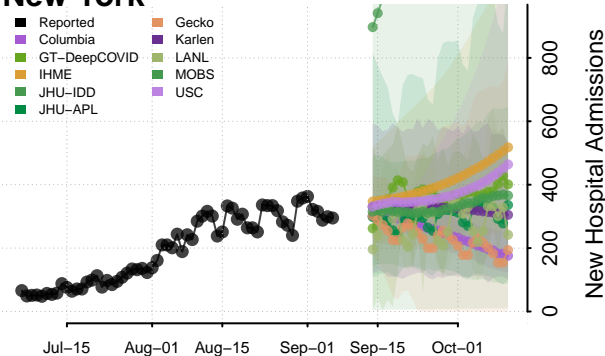 New York
Reported
Columbia
GT−DeepCOVID
IHME
JHU−IDD
JHU−APL
Gecko
Karlen
LANL
MOBS
USC
0
200
400
600
800
New Hospital Admissions
Jul−15
Aug−01
Aug−15
Sep−01
Sep−15
Oct−01